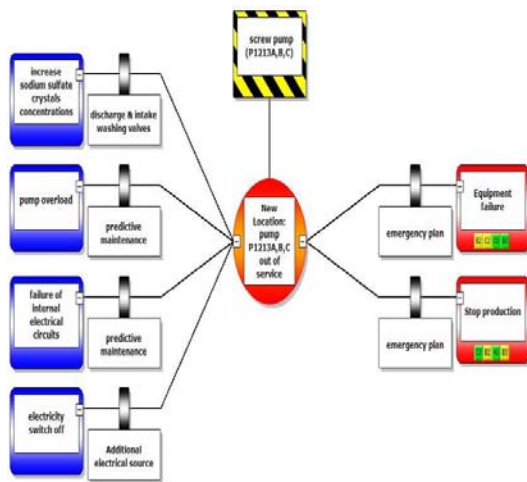 screw pump
(P1213A,B,C)
increase
sodium sulfate
crystals
concentrations
discharge & intake
washing valves
pump overload
predictive
maintenance
failure of
internal
electrical
circuits
predictive
maintenance
electricity
switch off
Additional
electrical source
New
Location:
pump
P1213A,B,C
out of
service
emergency plan
Equipment
failure
emergency plan
Stop production